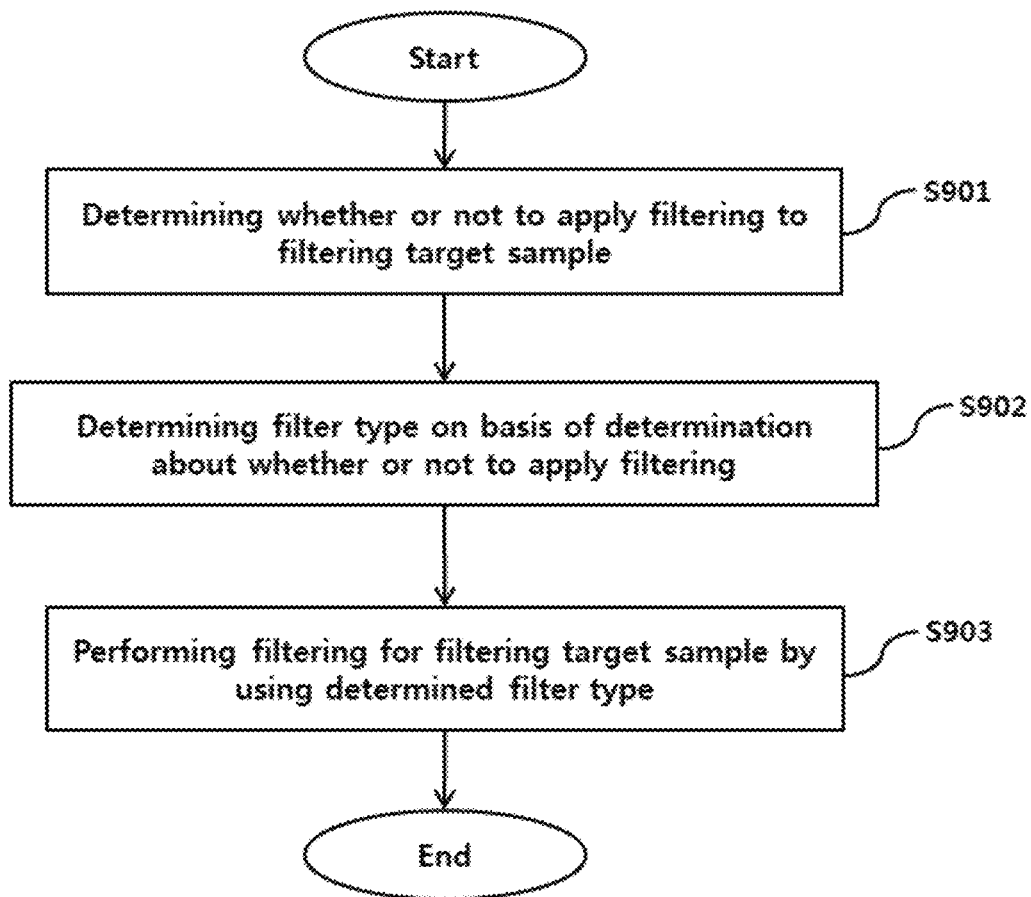 Start
Determining whether or not to apply filtering to
filtering target sample
S901
Determining filter type on basis of determination
about whether or not to apply filtering
S902
Performing filtering for filtering target sample by
using determined filter type
S903
End